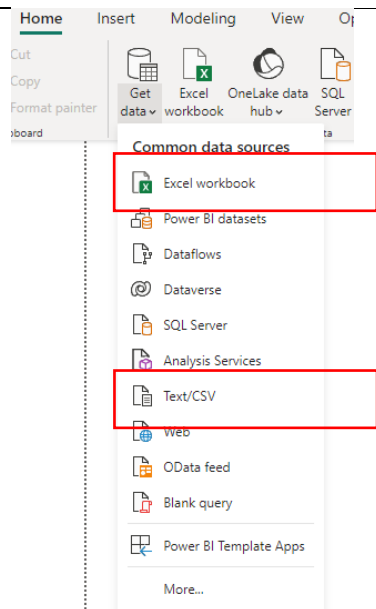 Home Insert Modeling View
Cut
Copy
Format painter
Get data
Excel workbook
OneLake data hub
SQL Server
Common data sources
Excel workbook
Power BI datasets
Dataflows
Dataverse
SQL Server
Analysis Services
Text/CSV
Web
OData feed
Blank query
Power BI Template Apps
More...